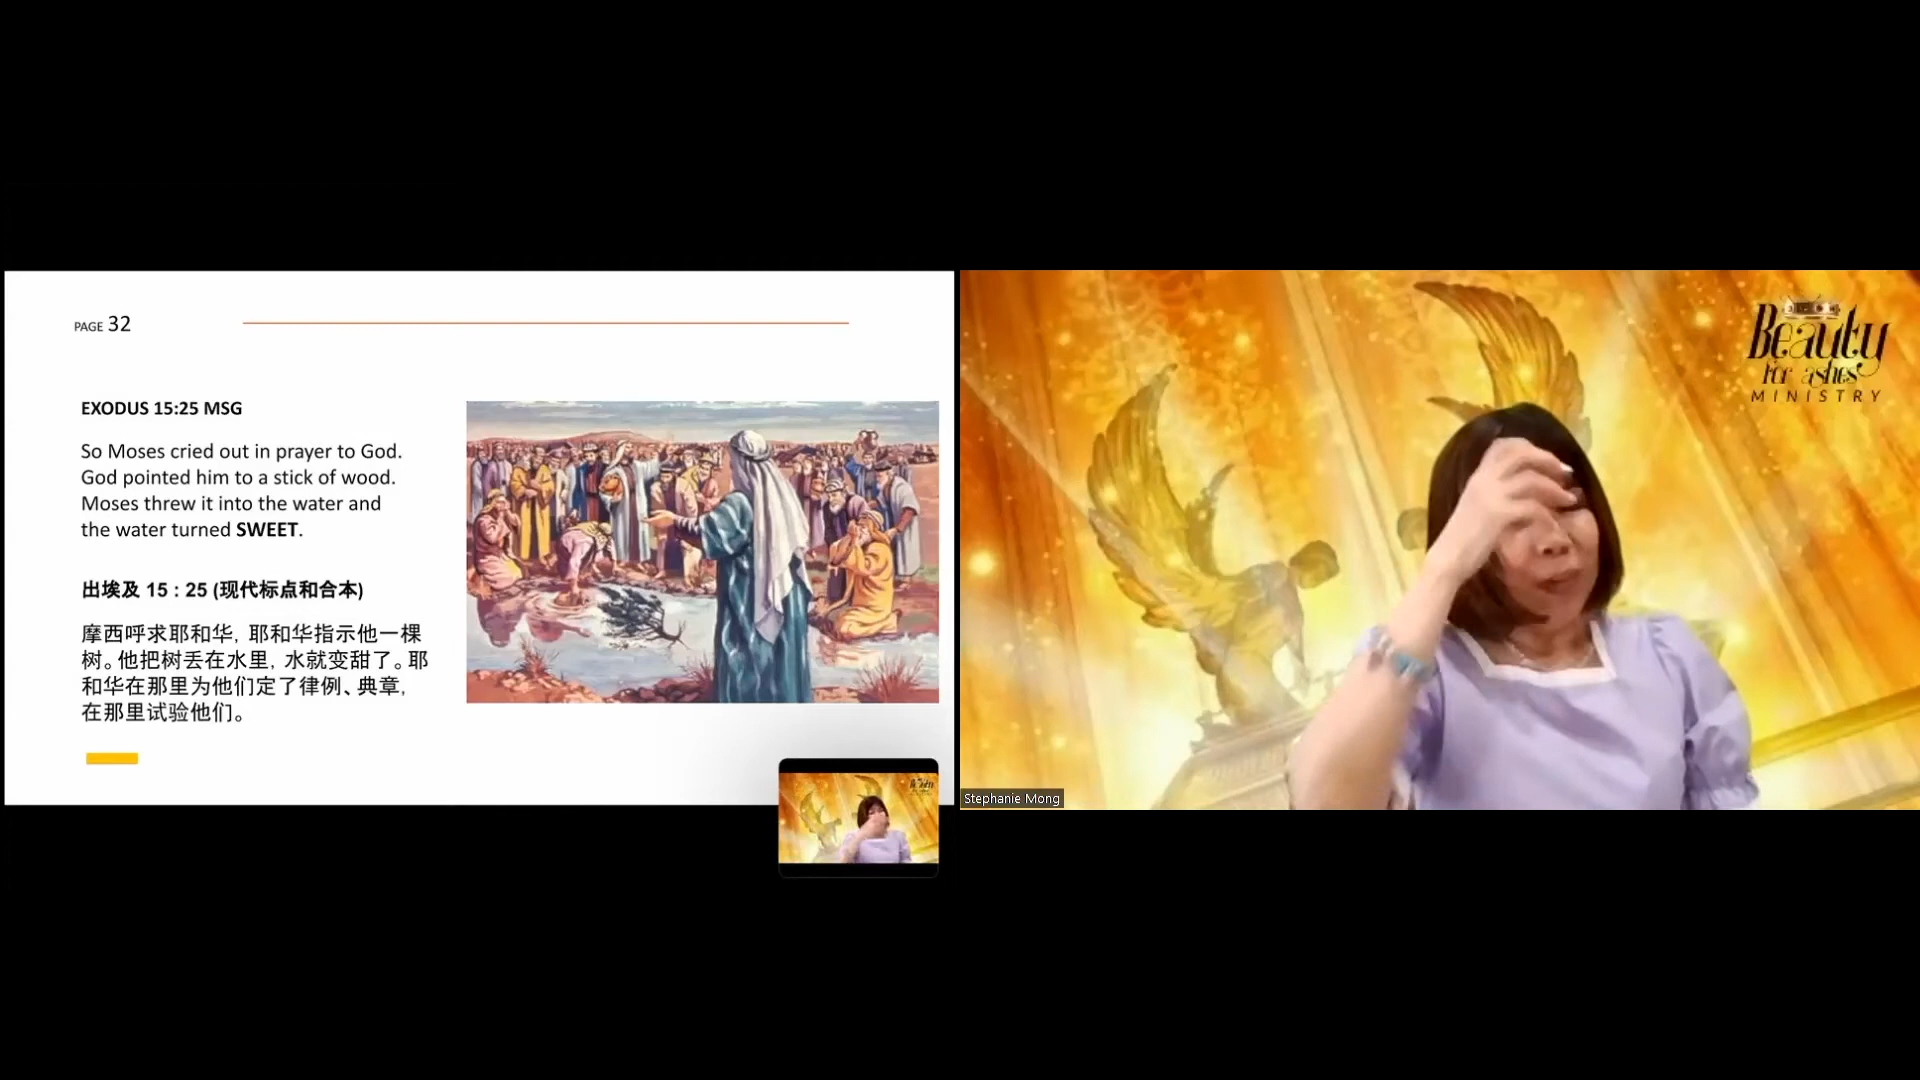 PAGE 32
EXODUS 15:25 MSG
So Moses cried out in prayer to God.
God pointed him to a stick of wood.
Moses threw it into the water and
the water turned SWEET.
出埃及 15 : 25 (现代标点和合本)
摩西呼求耶和华, 耶和华指示他一棵
树。他把树丢在水里, 水就变甜了。耶
和华在那里为他们定了律例、典章,
在那里试验他们。
Beauty
For ashes
MINISTRY
Stephanie Mong